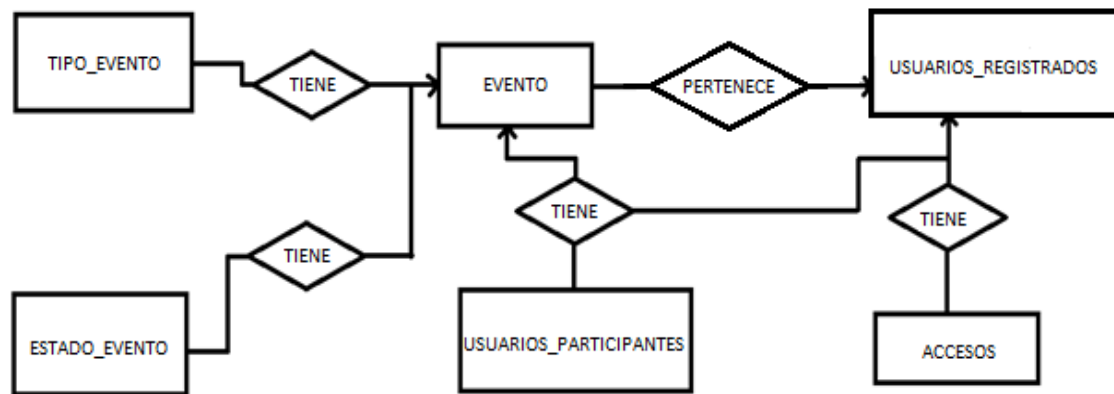 TIPO_EVENTO
TIENE
EVENTO
PERTENECE
USUARIOS_REGISTRADOS
TIENE
TIENE
TIENE
ESTADO_EVENTO
USUARIOS_PARTICIPANTES
ACCESOS